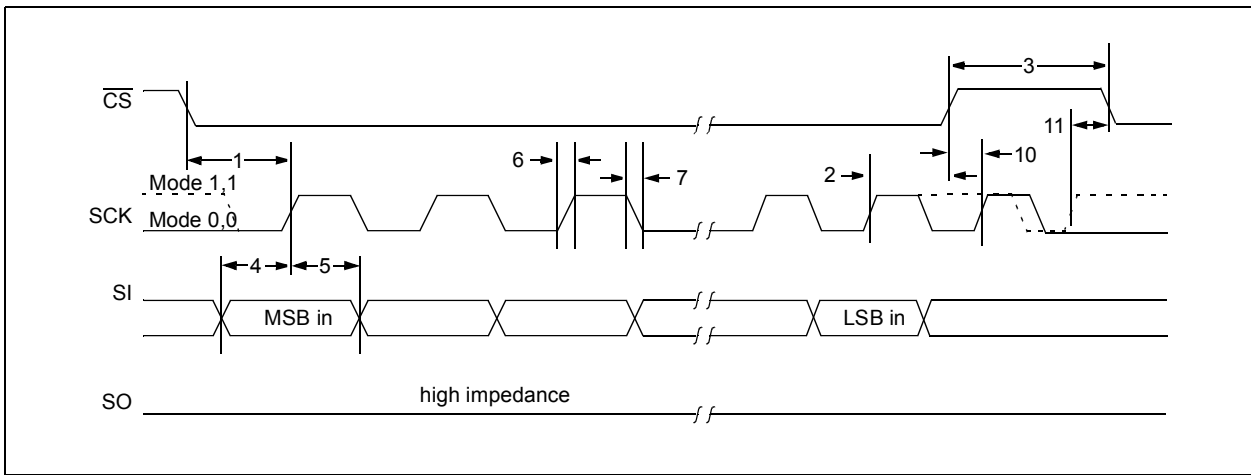 3
CS
11
1
6
7
2
10
Mode 1,1
SCK
Mode 0,0
4
5
SI
MSB in
LSB in
high impedance
SO